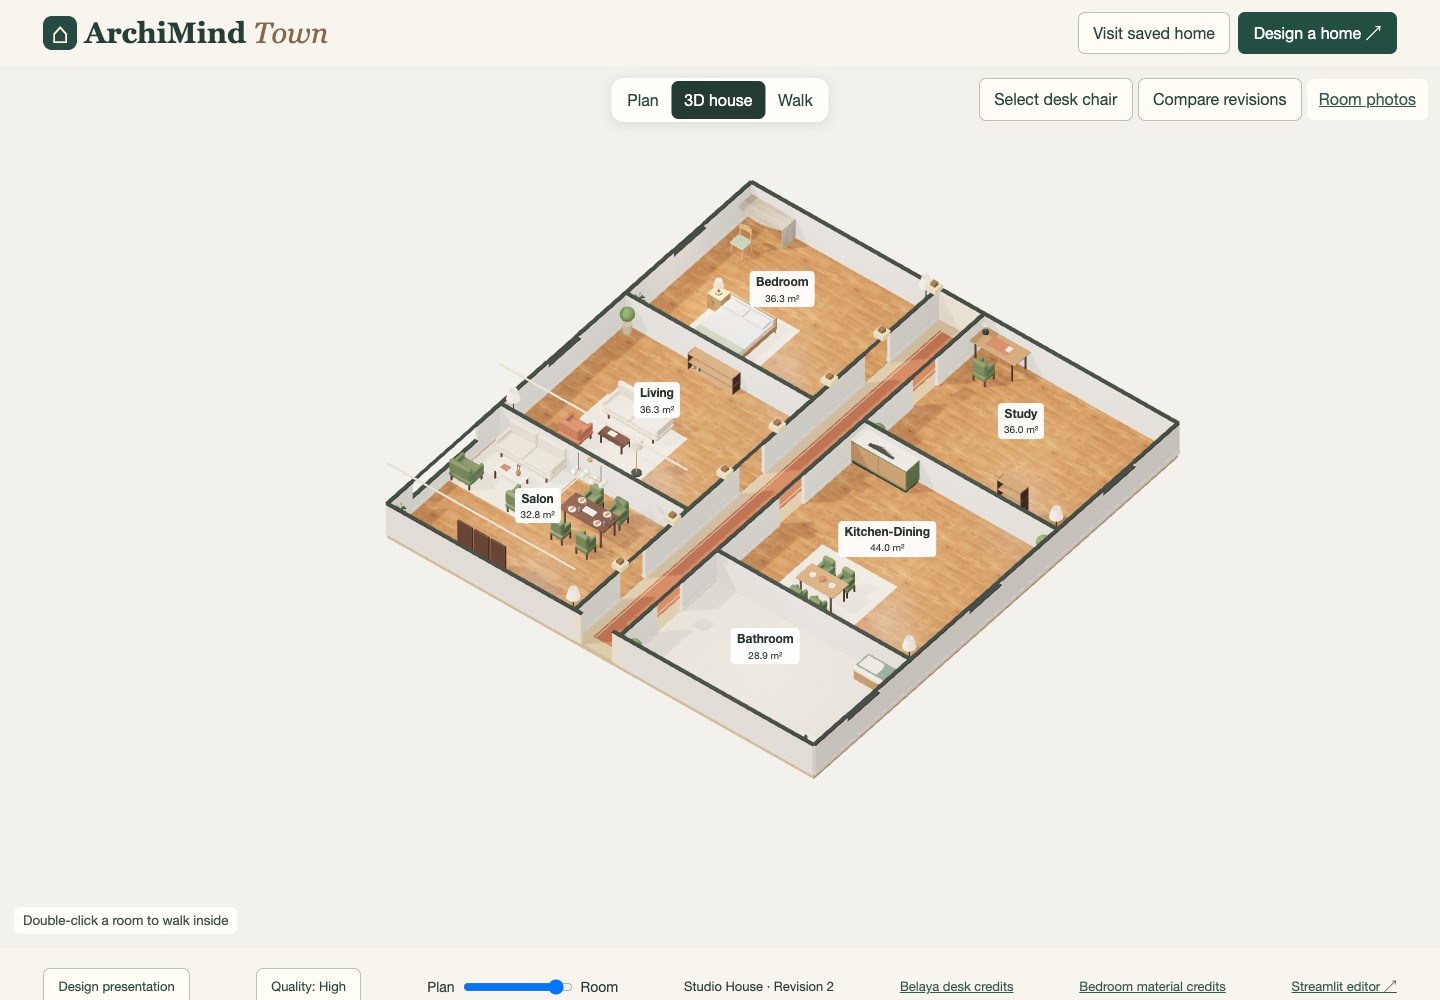 ArchiMind Town
Visit saved home
Design a home ↗
Plan
3D house
Walk
Select desk chair
Compare revisions
Room photos
Bedroom
36.3 m²
Living
36.3 m²
Study
36.0 m²
Salon
32.8 m²
Kitchen-Dining
44.0 m²
Bathroom
28.9 m²
Double-click a room to walk inside
Design presentation
Quality: High
Plan
Room
Studio House · Revision 2
Belaya desk credits
Bedroom material credits
Streamlit editor ↗